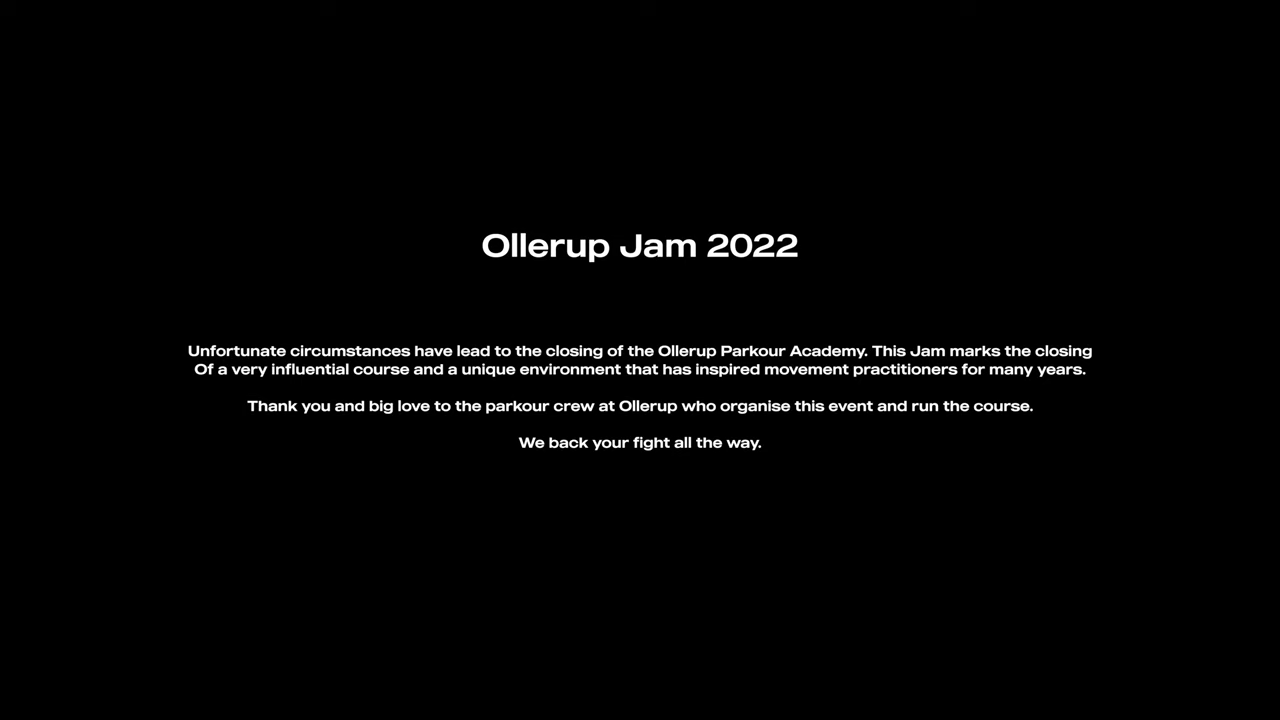 Ollerup Jam 2022
Unfortunate circumstances have lead to the closing of the Ollerup Parkour Academy. This Jam marks the closing
Of a very influential course and a unique environment that has inspired movement practitioners for many years.
Thank you and big love to the parkour crew at Ollerup who organise this event and run the course.
We back your fight all the way.